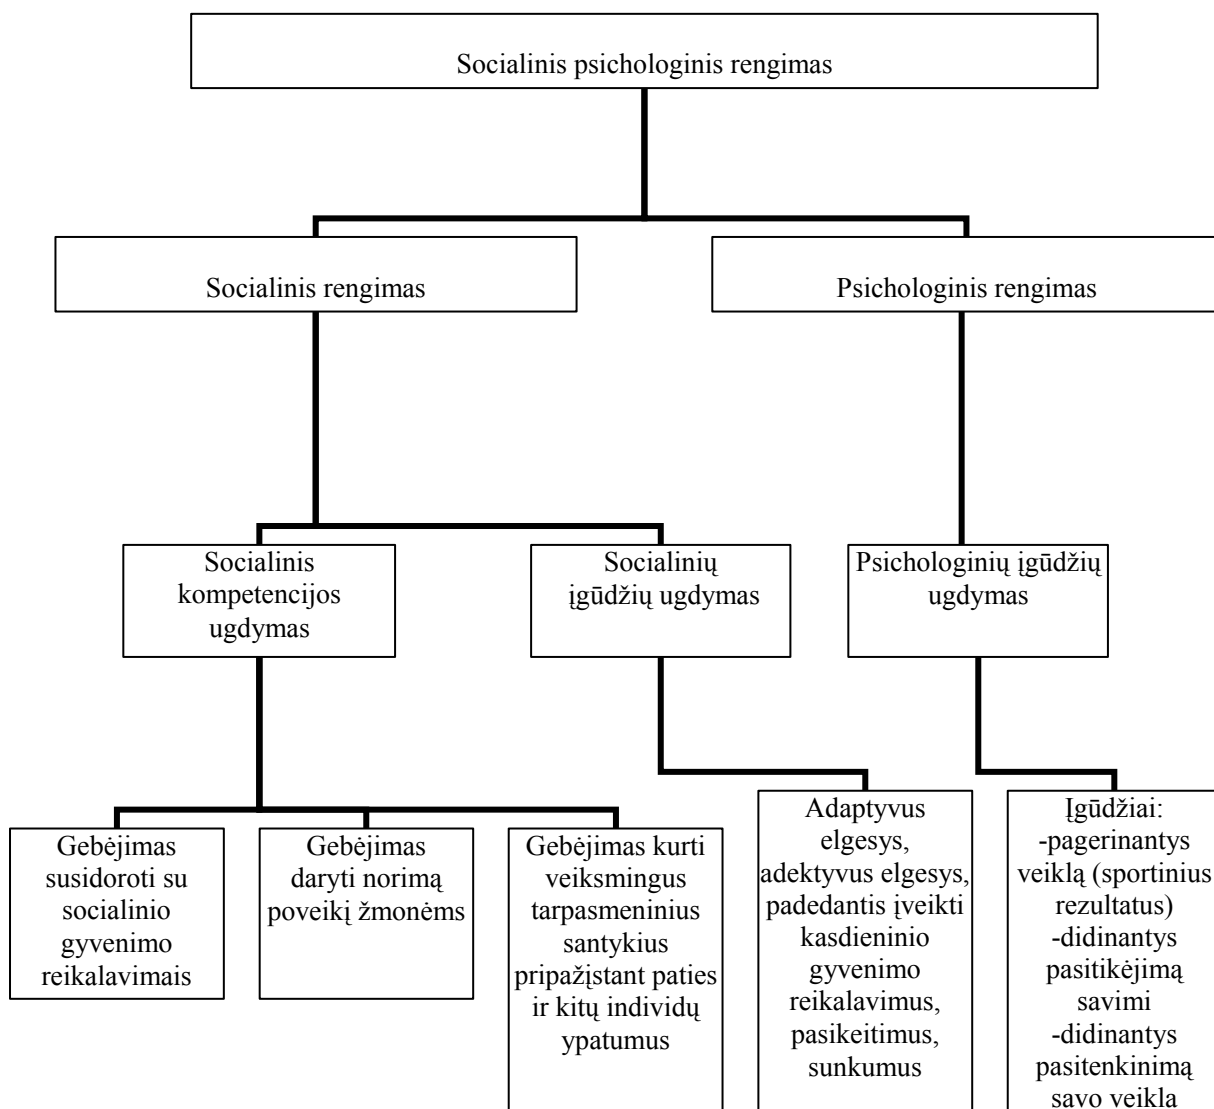 Socialinis psichologinis rengimas
Socialinis rengimas
Psichologinis rengimas
Socialinis
kompetencijos
ugdymas
Socialinių
įgūdžių ugdymas
Psichologinių įgūdžių
ugdymas
Gebėjimas
susidoroti su
socialinio
gyvenimo
reikalavimais
Gebėjimas
daryti norimą
poveikį žmonėms
Gebėjimas kurti
veiksmingus
tarpasmeninius
santykius
pripažįstant paties
ir kitų individų
ypatumus
Adaptyvus
elgesys,
adektyvus elgesys,
padedantis įveikti
kasdieninio
gyvenimo
reikalavimus,
pasikeitimus,
sunkumus
Įgūdžiai:
-pagerinantys
veiklą (sportinius
rezultatus)
-didinantys
pasitikėjimą
savimi
-didinantys
pasitenkinimą
savo veikla